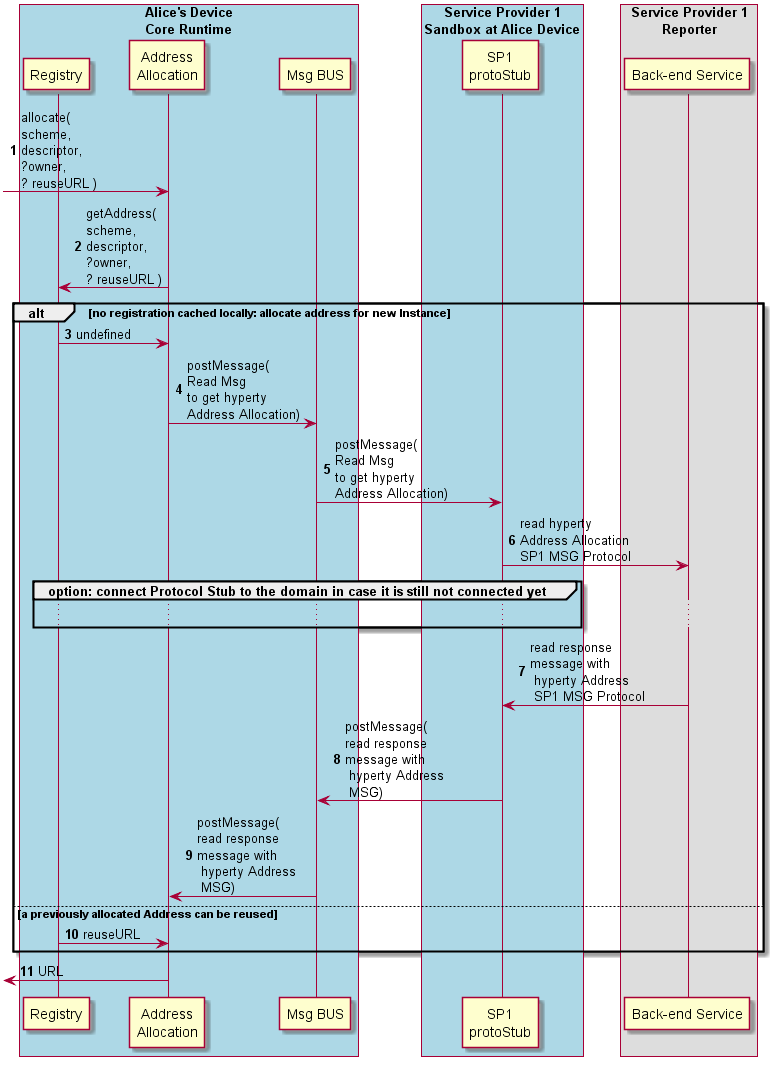 Alice's Device
Core Runtime
Service Provider 1
Sandbox at Alice Device
Service Provider 1
Reporter
Registry
Address
Allocation
Msg BUS
SP1
protoStub
Back-end Service
allocate(
scheme,
1 descriptor,
?owner,
? reuseURL )
getAddress(
scheme,
2 descriptor,
?owner,
? reuseURL )
alt [no registration cached locally: allocate address for new Instance]
3 undefined
postMessage(
Read Msg
4 to get hyperty
Address Allocation)
postMessage(
Read Msg
5 to get hyperty
Address Allocation)
read hyperty
6 Address Allocation
SP1 MSG Protocol
option: connect Protocol Stub to the domain in case it is still not connected yet
read response
message with
7 hyperty Address
SP1 MSG Protocol
postMessage(
read response
8 message with
hyperty Address
MSG)
postMessage(
read response
9 message with
hyperty Address
MSG)
[a previously allocated Address can be reused]
10 reuseURL
11 URL
Registry
Address
Allocation
Msg BUS
SP1
protoStub
Back-end Service